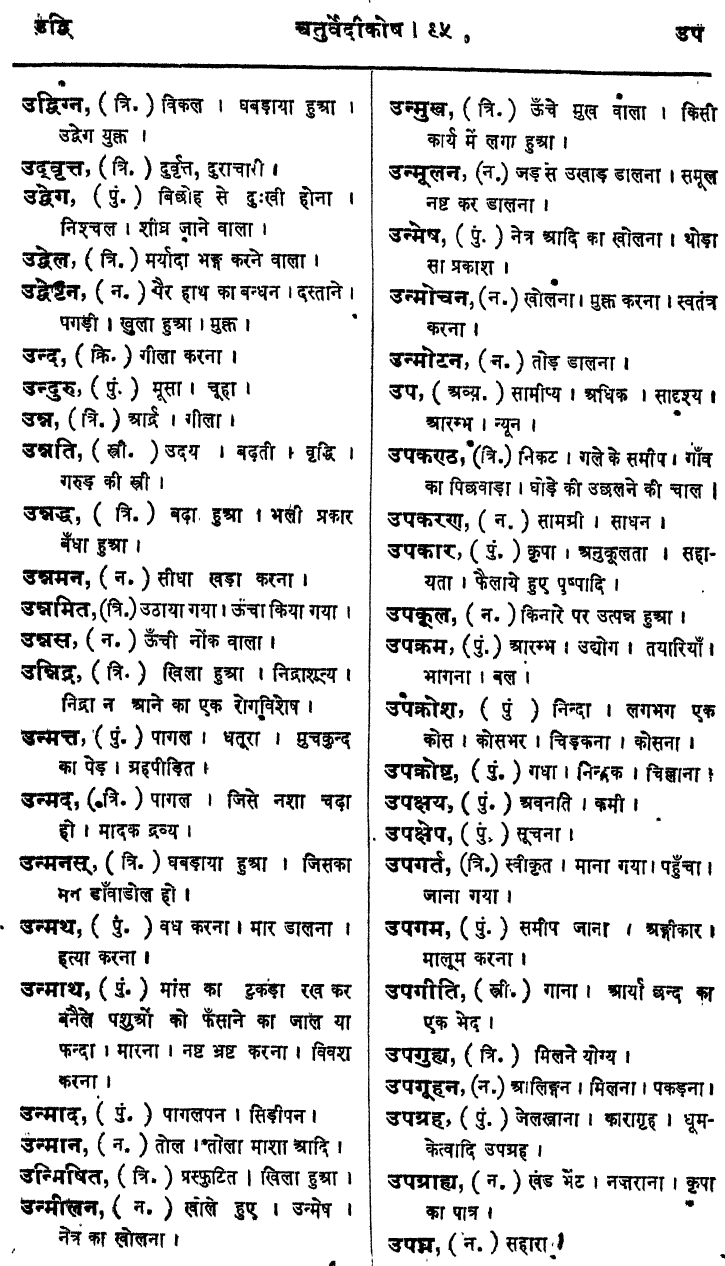 उद्वि
चतुर्वेदीकोष । ९५
उप
उद्विग्न, ( त्रि. ) विकल । घबड़ाया हुआ ।
उद्वेग युक्त ।
उद्वृत्त, ( त्रि. ) दुर्वृत्त, दुराचारी ।
उद्वेग, ( पुं. ) बिछोह से दुःखी होना ।
निश्चल । शीघ्र जाने वाला ।
उद्वेल, ( त्रि. ) मर्यादा भङ्ग करने वाला ।
उद्वेष्टन, ( न. ) पैर हाथ का बन्धन । दस्ताने ।
पगड़ी । खुला हुआ । मुक्त ।
उन्द, ( क्रि. ) गीला करना ।
उन्दुरु, ( पुं. ) मूसा । चूहा ।
उन्न, ( त्रि. ) आर्द्र । गीला ।
उन्नति, ( स्त्री. ) उदय । बढ़ती । वृद्धि ।
गरुड़ की स्त्री ।
उन्नद्ध, ( त्रि. ) बढ़ा हुआ । भली प्रकार
बँधा हुआ ।
उन्नमन, ( न. ) सीधा खड़ा करना ।
उन्नमित, (त्रि.) उठाया गया । ऊंचा किया गया ।
उन्नस, ( न. ) ऊँची नोंक वाला ।
उन्निद्र, ( त्रि. ) खिला हुआ । निद्राशून्य ।
निद्रा न आने का एक रोगविशेष ।
उन्मत्त, ( पुं. ) पागल । धतूरा । मुचकुन्द
का पेड़ । ग्रहपीड़ित ।
उन्मद, ( त्रि. ) पागल । जिसे नशा चढ़ा
हो । मादक द्रव्य ।
उन्मनस्, ( त्रि. ) घबड़ाया हुआ । जिसका
मन डाँवाडोल हो ।
उन्मथ, ( पुं. ) वध करना । मार डालना ।
हत्या करना ।
उन्माथ, ( पुं. ) मांस का टुकड़ा रख कर
बनैले पशुओं को फँसाने का जाल या
फन्दा । मारना । नष्ट भ्रष्ट करना । विवश
करना ।
उन्माद, ( पुं. ) पागलपन । सिड़ीपन ।
उन्मान, ( न. ) तोल । तोला माशा आदि ।
उन्मिषित, ( त्रि. ) प्रस्फुटित । खिला हुआ ।
उन्मीलन, ( न. ) खोले हुए । उन्मेष ।
नेत्र का खोलना ।
उन्मुख, ( त्रि. ) ऊँचे मुख वाला । किसी
कार्य में लगा हुआ ।
उन्मूलन, (न.) जड़ से उखाड़ डालना । समूल
नष्ट कर डालना ।
उन्मेष, ( पुं. ) नेत्र आदि का खोलना । थोड़ा
सा प्रकाश ।
उन्मोचन, (न.) खोलना । मुक्त करना । स्वतंत्र
करना ।
उन्मोटन, (न.) तोड़ डालना ।
उप, ( अव्य. ) सामीप्य । अधिक । सादृश्य ।
आरम्भ । न्यून ।
उपकण्ठ, (त्रि.) निकट । गले के समीप । गाँव
का पिछवाड़ा । घोड़े की उछलने की चाल ।
उपकरण, ( न. ) सामग्री । साधन ।
उपकार, ( पुं. ) कृपा । अनुकूलता । सहा-
यता । फैलाये हुए पुष्पादि ।
उपकूल, ( न. ) किनारे पर उत्पन्न हुआ ।
उपक्रम, (पुं.) आरम्भ । उद्योग । तयारियाँ ।
भागना । बल ।
उपक्रोश, ( पुं ) निन्दा । लगभग एक
कोस । कोसभर । चिड़कना । कोसना ।
उपक्रोष्टृ, ( पुं. ) गधा । निन्दक । चिल्लाना ।
उपक्षय, ( पुं. ) अवनति । कमी ।
उपक्षेप, ( पुं. ) सूचना ।
उपगर्त, (त्रि.) स्वीकृत । माना गया । पहुँचा ।
जाना गया ।
उपगम, ( पुं. ) समीप जाना । अङ्गीकार ।
मालूम करना ।
उपगीति, ( स्त्री. ) गाना । आर्या छन्द का
एक भेद ।
उपगुह्य, ( त्रि. ) मिलने योग्य ।
उपगूहन, (न.) आलिङ्गन । मिलना । पकड़ना ।
उपग्रह, ( पुं. ) जेलख़ाना । कारागृह । धूम-
केत्वादि उपग्रह ।
उपग्राह्य, ( न. ) खंड भेंट । नज़राना । कृपा
का पात्र ।
उपघ्न, ( न. ) सहारा ।